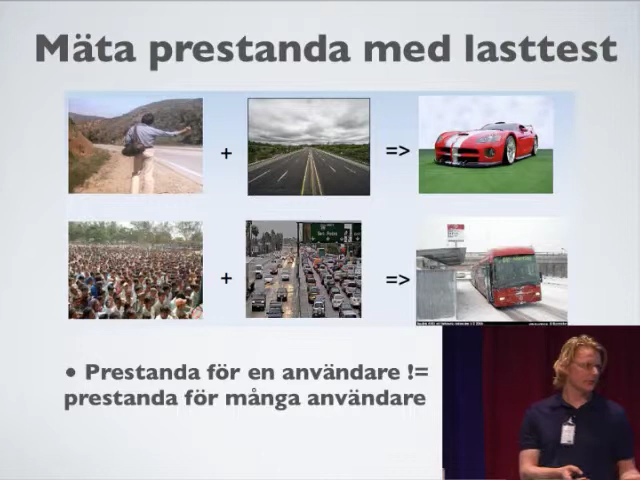 Mäta prestanda med lasttest
+
=>
+
=>
• Prestanda för en användare !=
prestanda för många användare